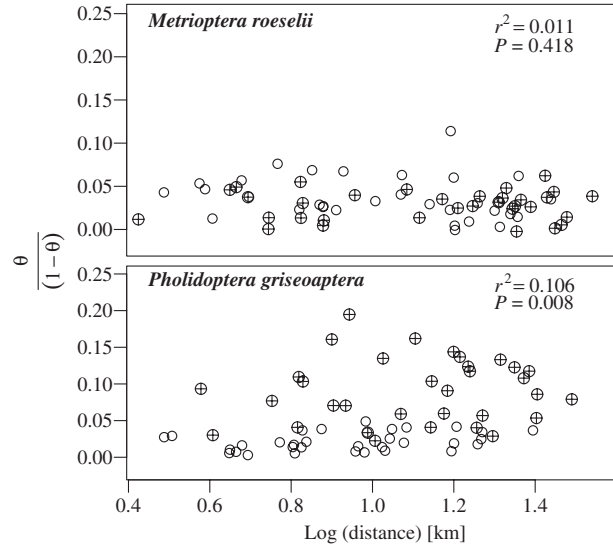 0.25
0.20
0.15
0.10
0.05
0.00
Metrioptera roeselii
r² = 0.011
P = 0.418
θ
(1 − θ)
0.25
0.20
0.15
0.10
0.05
0.00
Pholidoptera griseoaptera
r² = 0.106
P = 0.008
0.4 0.6 0.8 1.0 1.2 1.4
Log (distance) [km]